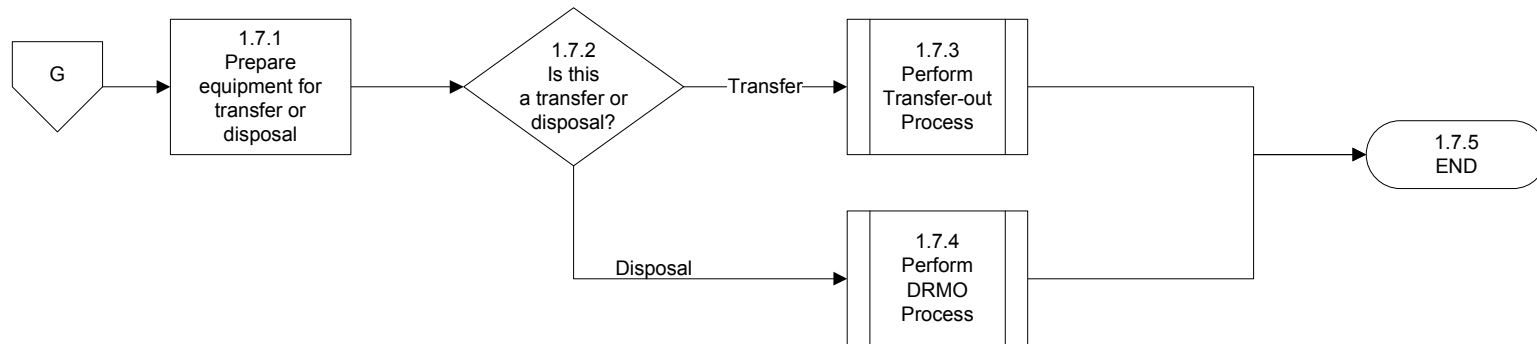 G
1.7.1
Prepare
equipment for
transfer or
disposal
1.7.2
Is this
a transfer or
disposal?
Transfer
1.7.3
Perform
Transfer-out
Process
Disposal
1.7.4
Perform
DRMO
Process
1.7.5
END